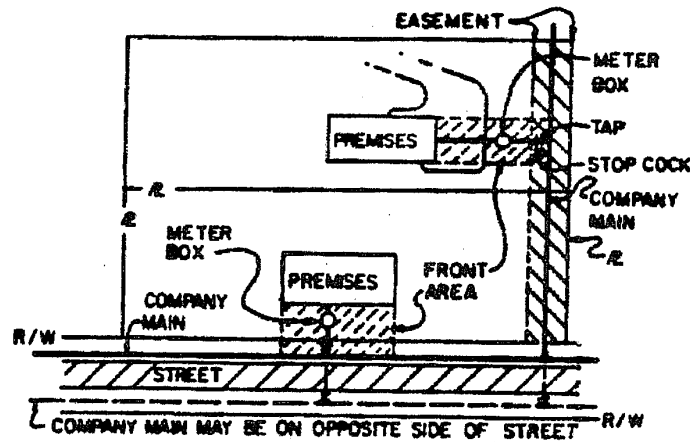 EASEMENT
METER
BOX
PREMISES
TAP
STOP COCK
COMPANY
MAIN
METER
BOX
PREMISES
FRONT
AREA
COMPANY
MAIN
R/W
STREET
COMPANY MAIN MAY BE ON OPPOSITE SIDE OF STREET
R/W